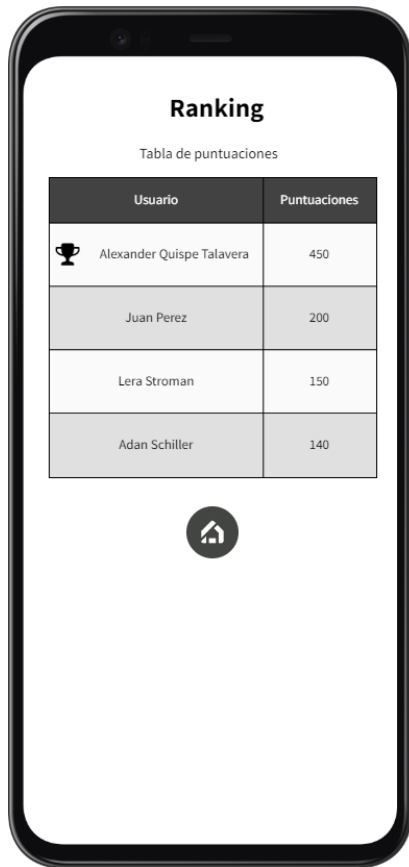 Ranking
Tabla de puntuaciones
Usuario Puntuaciones
Alexander Quispe Talavera 450
Juan Perez 200
Lera Stroman 150
Adan Schiller 140